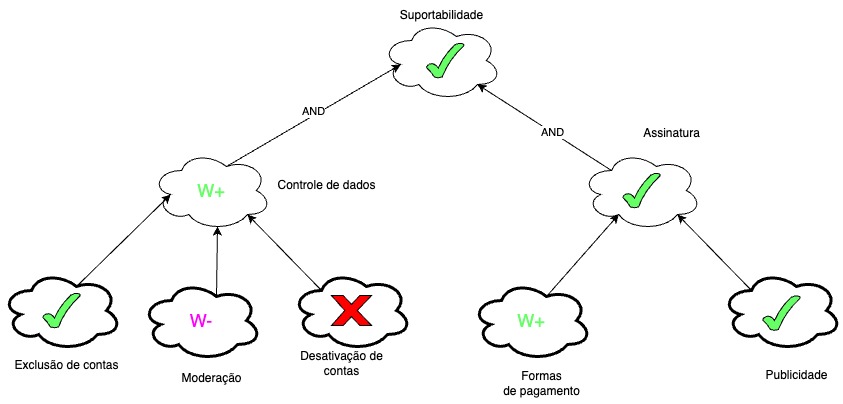 Suportabilidade
AND
AND
Assinatura
W+
Controle de dados
W-
W+
Exclusão de contas
Moderação
Desativação de
contas
Formas
de pagamento
Publicidade